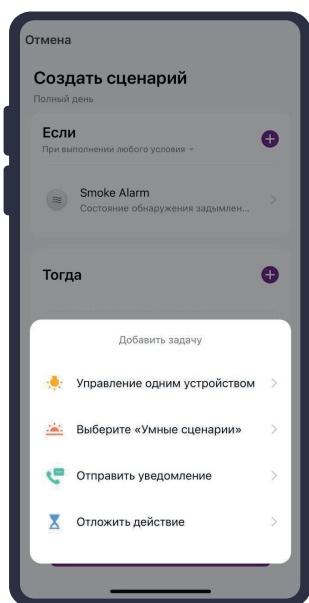 Отмена
Создать сценарий
Полный день
Если
При выполнении любого условия
Smoke Alarm
Состояние обнаружения задымлен...
Тогда
Добавить задачу
Управление одним устройством
Выберите «Умные сценарии»
Отправить уведомление
Отложить действие